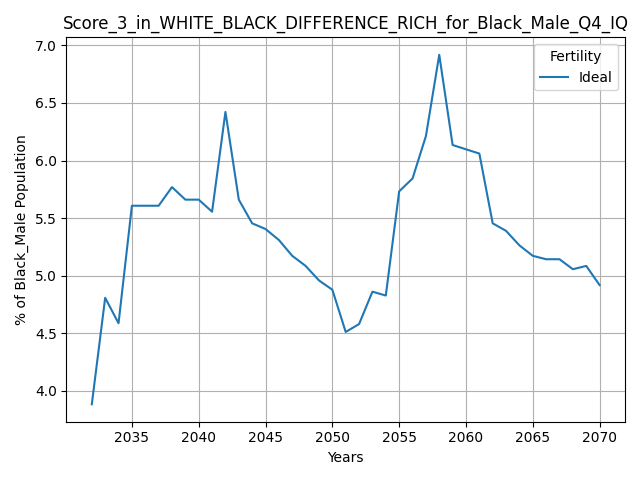 Score_3_in_WHITE_BLACK_DIFFERENCE_RICH_for_Black_Male_Q4_IQ
7.0
6.5
6.0
5.5
5.0
4.5
4.0
% of Black_Male Population
Fertility
Ideal
2035 2040 2045 2050 2055 2060 2065 2070
Years